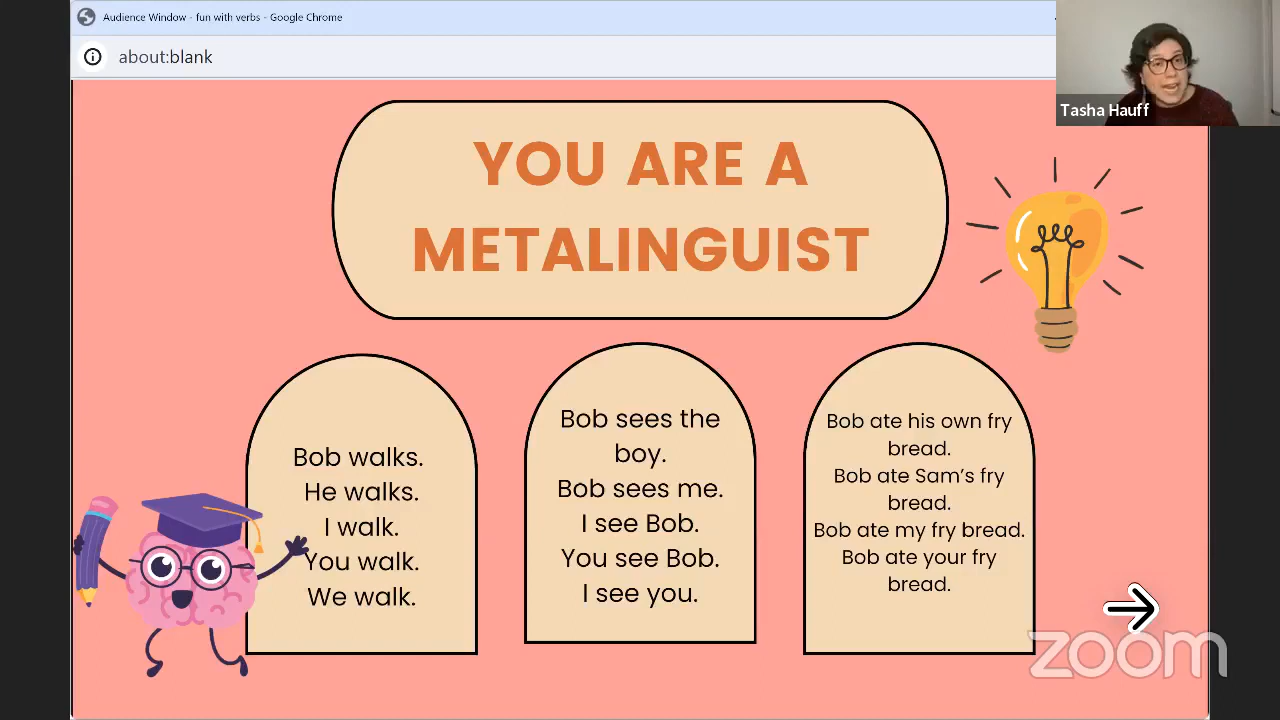 Audience Window - fun with verbs - Google Chrome
about:blank
Tasha Hauff
YOU ARE A
METALINGUIST
Bob walks.
He walks.
I walk.
You walk.
We walk.
Bob sees the
boy.
Bob sees me.
I see Bob.
You see Bob.
I see you.
Bob ate his own fry
bread.
Bob ate Sam’s fry
bread.
Bob ate my fry bread.
Bob ate your fry
bread.
zoom